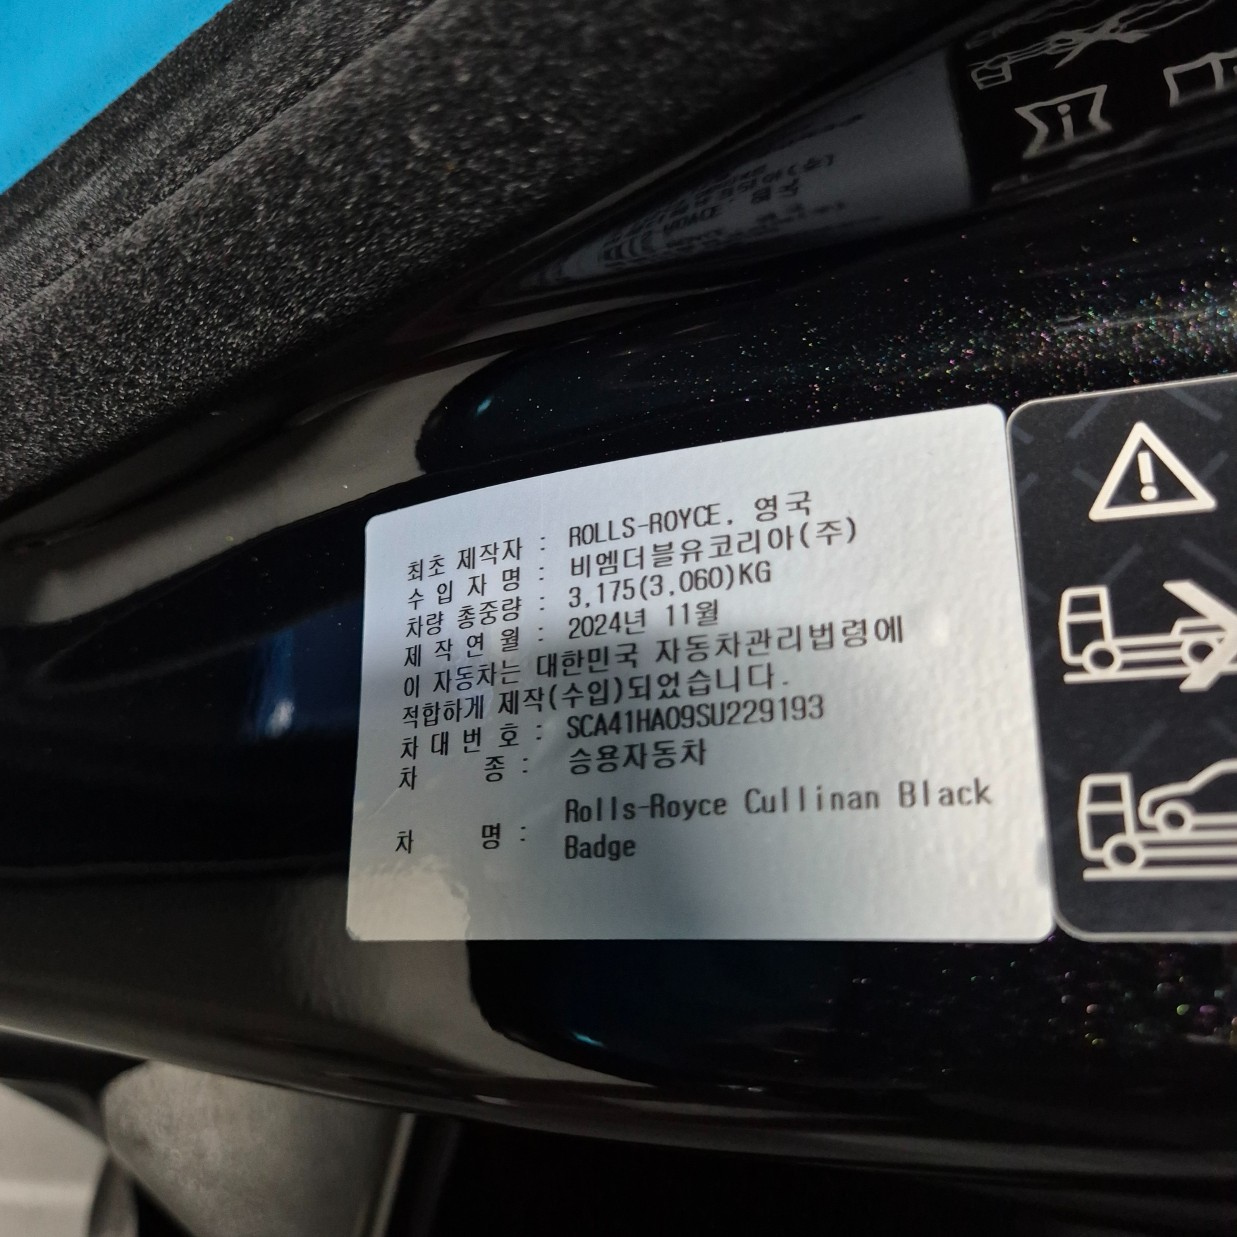 최초 제작자 : ROLLS-ROYCE, 영국
수 입 자 명 : 비엠더블유코리아(주)
차량 총중량 : 3,175(3,060)KG
제 작 연 월 : 2024년 11월
이 자동차는 대한민국 자동차관리법령에
적합하게 제작(수입)되었습니다.
차 대 번 호 : SCA41HA09SU229193
차 종 : 승용자동차
차 명 : Rolls-Royce Cullinan Black
Badge